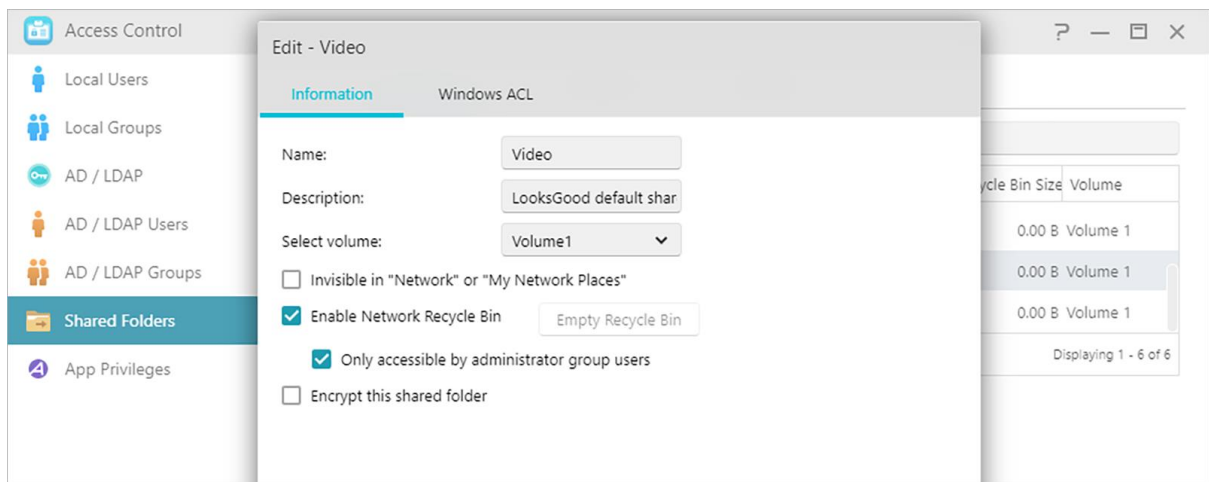 Access Control
Local Users
Local Groups
AD / LDAP
AD / LDAP Users
AD / LDAP Groups
Shared Folders
App Privileges
Edit - Video
Information
Windows ACL
Name:
Video
Description:
LooksGood default shar
Select volume:
Volume1
Invisible in "Network" or "My Network Places"
Enable Network Recycle Bin
Empty Recycle Bin
Only accessible by administrator group users
Encrypt this shared folder
?
ycle Bin Size Volume
0.00 B Volume 1
0.00 B Volume 1
0.00 B Volume 1
Displaying 1 - 6 of 6